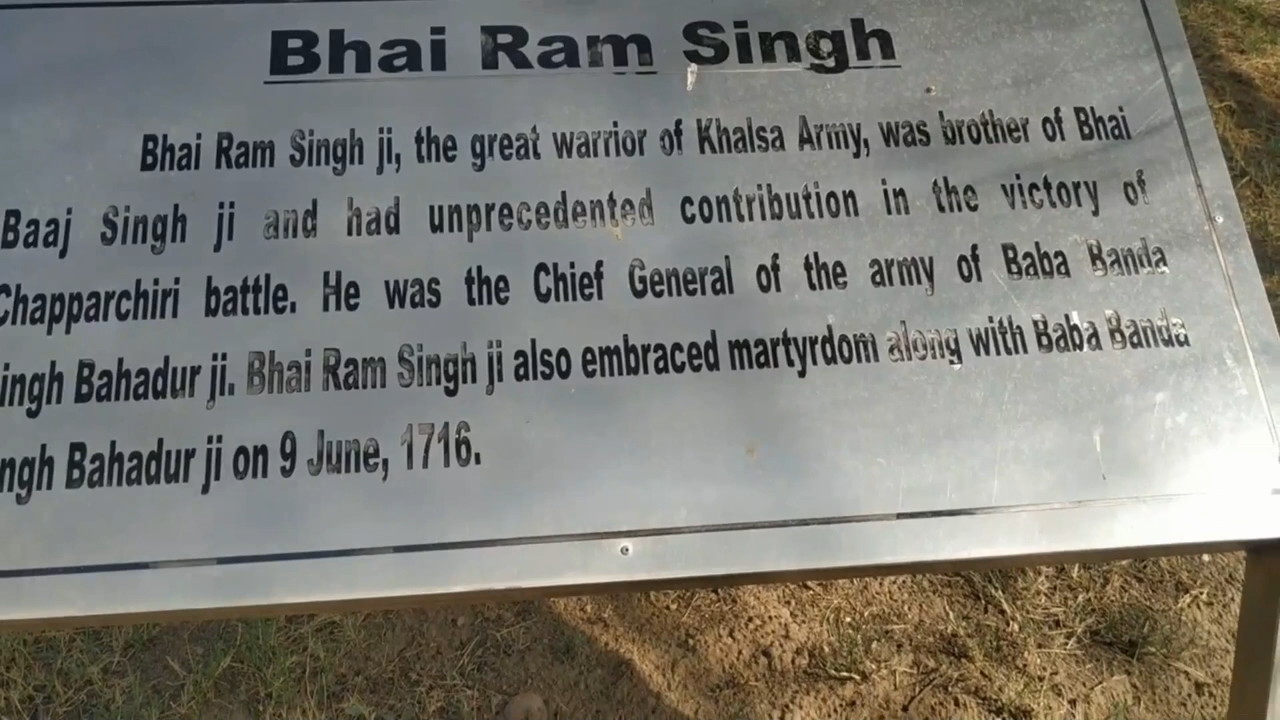 Bhai Ram Singh
Bhai Ram Singh ji, the great warrior of Khalsa Army, was brother of Bhai
Baaj Singh ji and had unprecedented contribution in the victory of
Chapparchiri battle. He was the Chief General of the army of Baba Banda
ingh Bahadur ji. Bhai Ram Singh ji also embraced martyrdom along with Baba Banda
ngh Bahadur ji on 9 June, 1716.